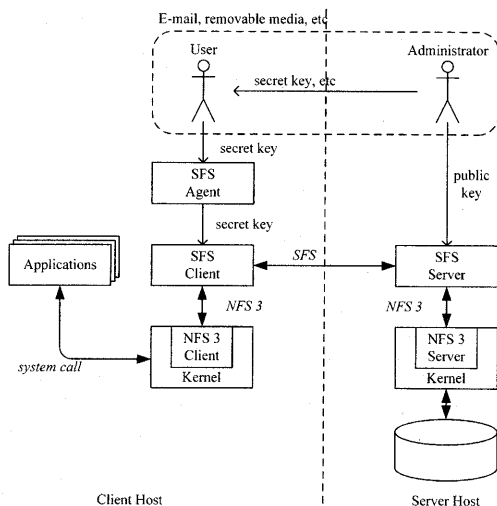 E-mail, removable media, etc
User
Administrator
secret key, etc
secret key
public
key
SFS
Agent
secret key
Applications
SFS
Client
SFS
SFS
Server
NFS 3
NFS 3
NFS 3
Client
Kernel
NFS 3
Server
Kernel
system call
Client Host
Server Host